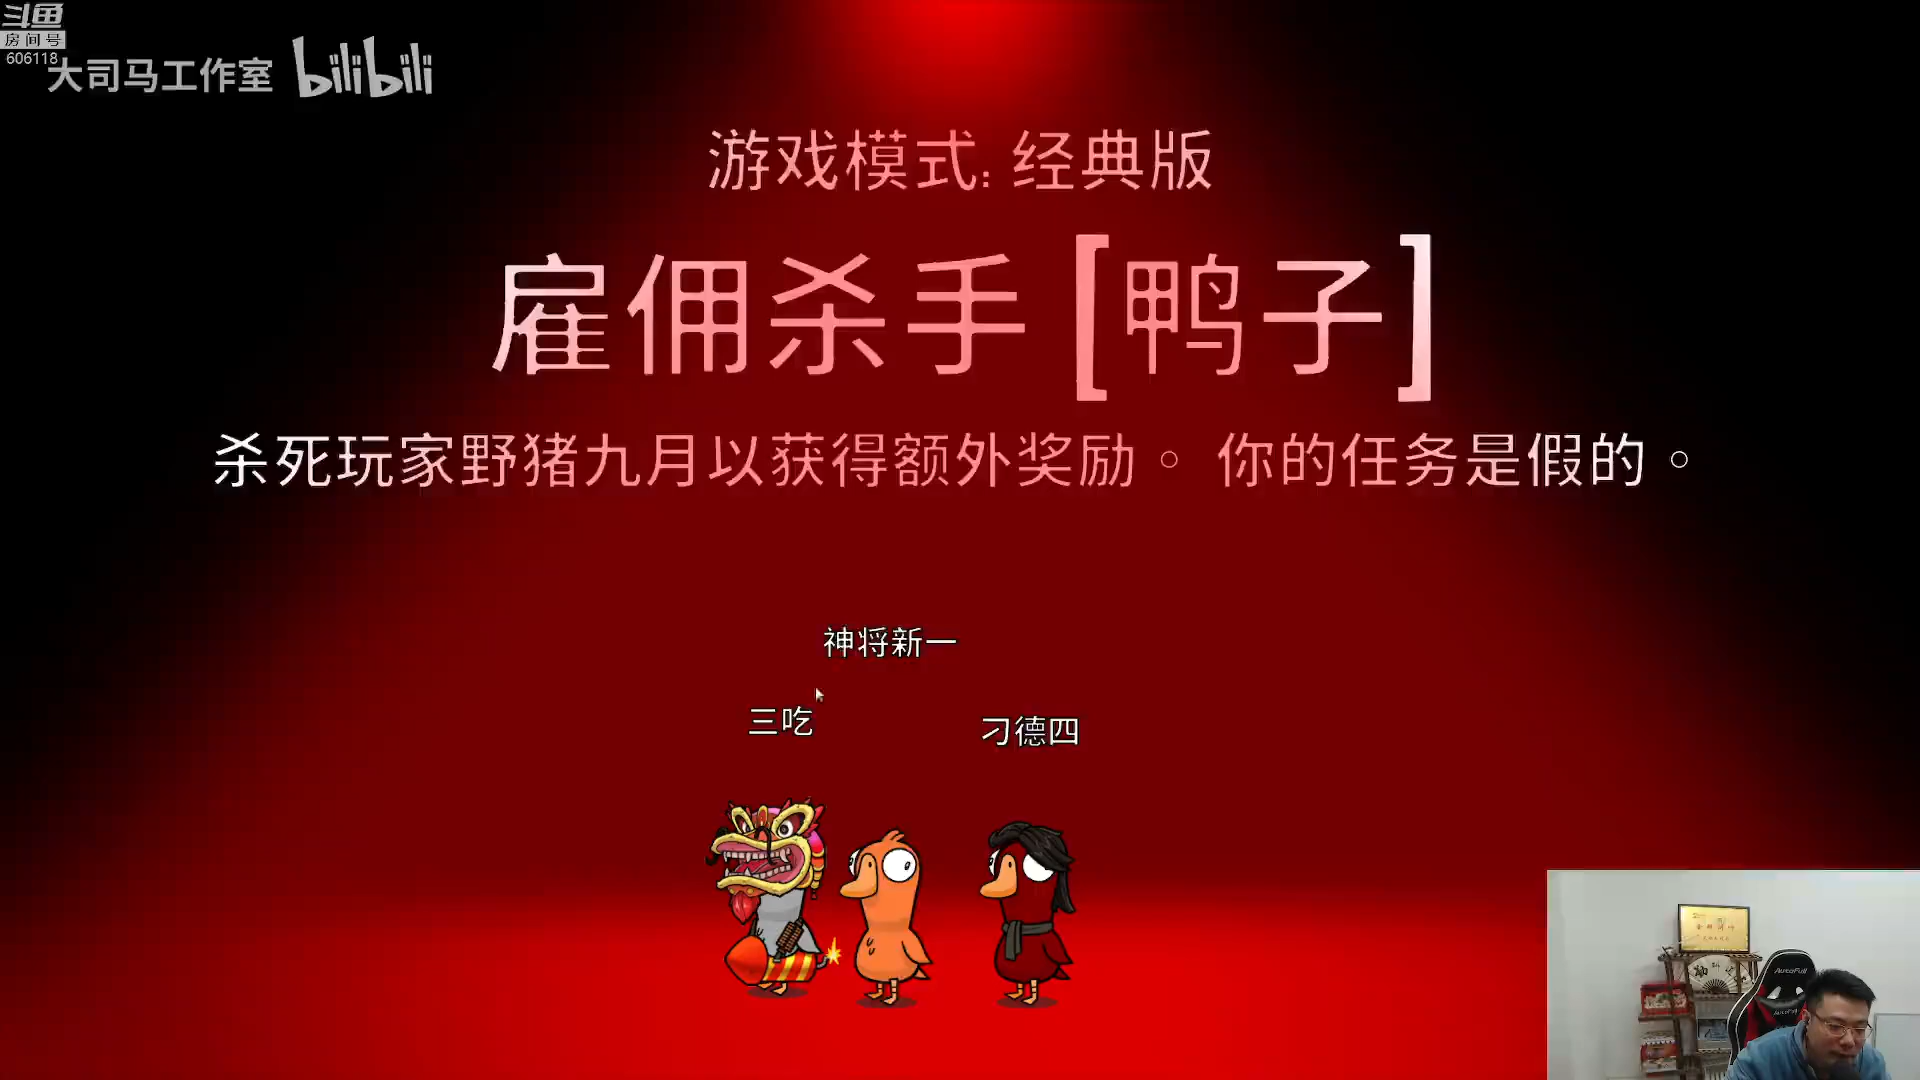 斗鱼
房间号
606118
大司马工作室 bilibili
游戏模式: 经典版
雇佣杀手 [鸭子]
杀死玩家野猪九月以获得额外奖励。 你的任务是假的。
神将新一
三吃
刁德四
AutoFull